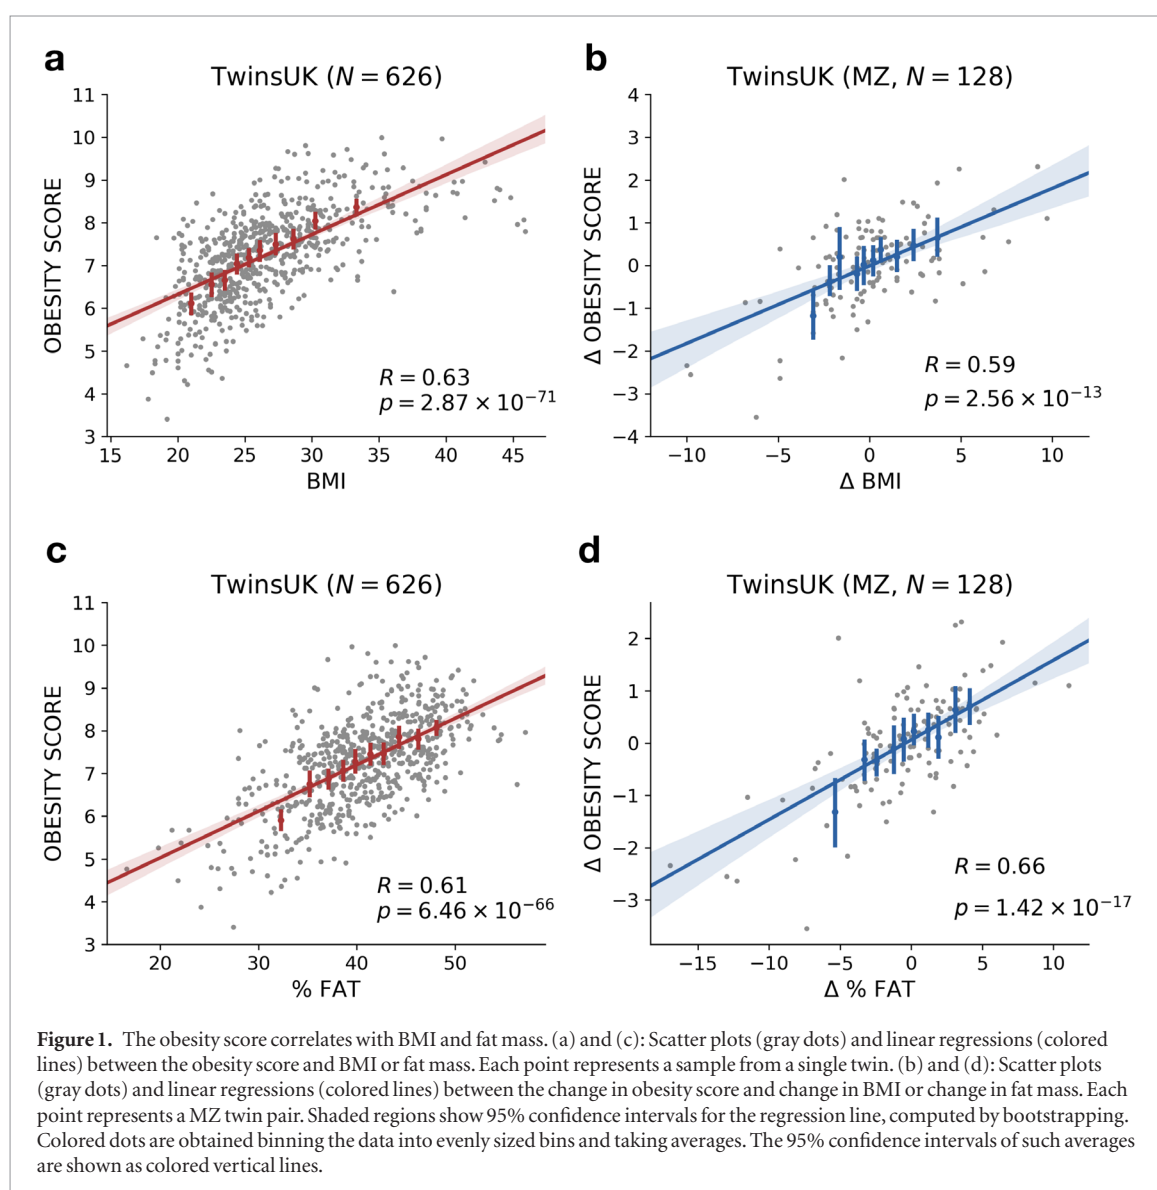 a
TwinsUK (N = 626)
11
10
9
8
7
6
5
4
3
OBESITY SCORE
R = 0.63
p = 2.87 × 10⁻⁷¹
15 20 25 30 35 40 45
BMI
b
TwinsUK (MZ, N = 128)
4
3
2
1
0
−1
−2
−3
−4
Δ OBESITY SCORE
R = 0.59
p = 2.56 × 10⁻¹³
−10 −5 0 5 10
Δ BMI
c
TwinsUK (N = 626)
11
10
9
8
7
6
5
4
3
OBESITY SCORE
R = 0.61
p = 6.46 × 10⁻⁶⁶
20 30 40 50
% FAT
d
TwinsUK (MZ, N = 128)
2
1
0
−1
−2
−3
Δ OBESITY SCORE
R = 0.66
p = 1.42 × 10⁻¹⁷
−15 −10 −5 0 5 10
Δ % FAT
Figure 1. The obesity score correlates with BMI and fat mass. (a) and (c): Scatter plots (gray dots) and linear regressions (colored
lines) between the obesity score and BMI or fat mass. Each point represents a sample from a single twin. (b) and (d): Scatter plots
(gray dots) and linear regressions (colored lines) between the change in obesity score and change in BMI or change in fat mass. Each
point represents a MZ twin pair. Shaded regions show 95% confidence intervals for the regression line, computed by bootstrapping.
Colored dots are obtained binning the data into evenly sized bins and taking averages. The 95% confidence intervals of such averages
are shown as colored vertical lines.